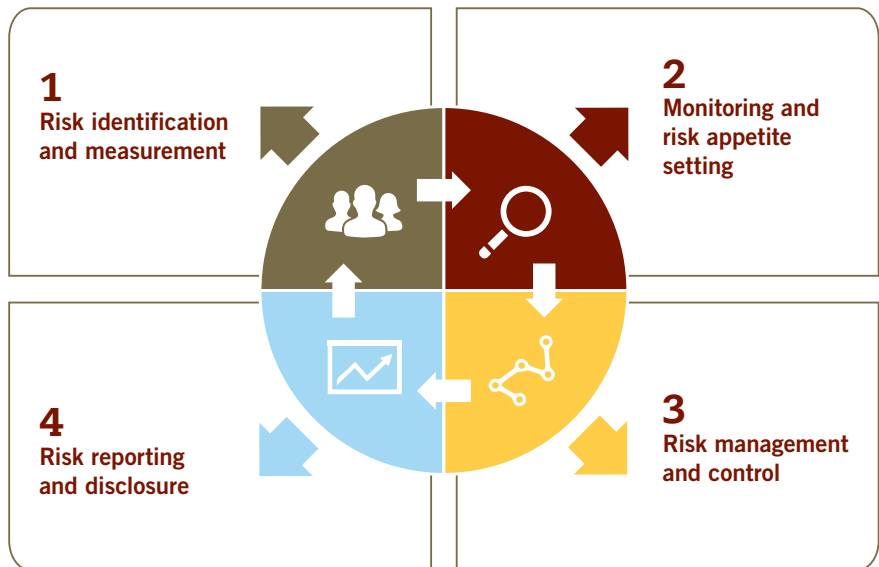 1
Risk identification
and measurement
2
Monitoring and
risk appetite
setting
3
Risk management
and control
4
Risk reporting
and disclosure